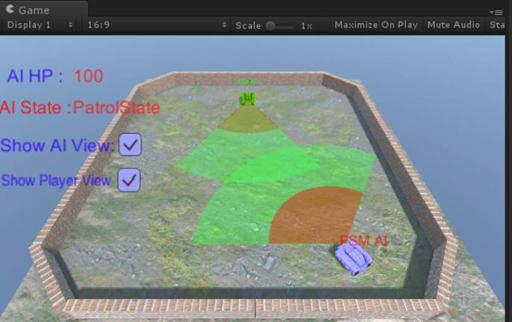 Game
Display 1
16:9
Scale
1x
Maximize On Play
Mute Audio
Sta
AI HP : 100
AI State :PatrolState
Show AI View:
Show Player View
FSM AI